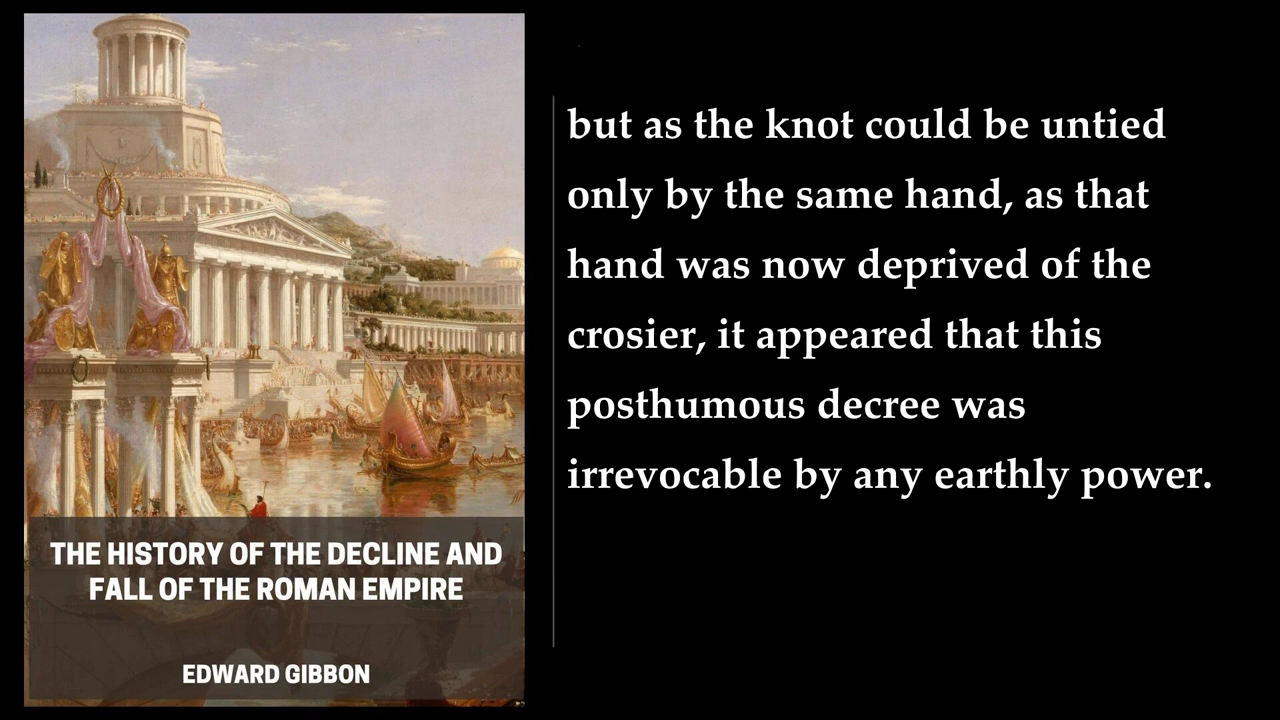 but as the knot could be untied
only by the same hand, as that
hand was now deprived of the
crosier, it appeared that this
posthumous decree was
irrevocable by any earthly power.
THE HISTORY OF THE DECLINE AND
FALL OF THE ROMAN EMPIRE
EDWARD GIBBON